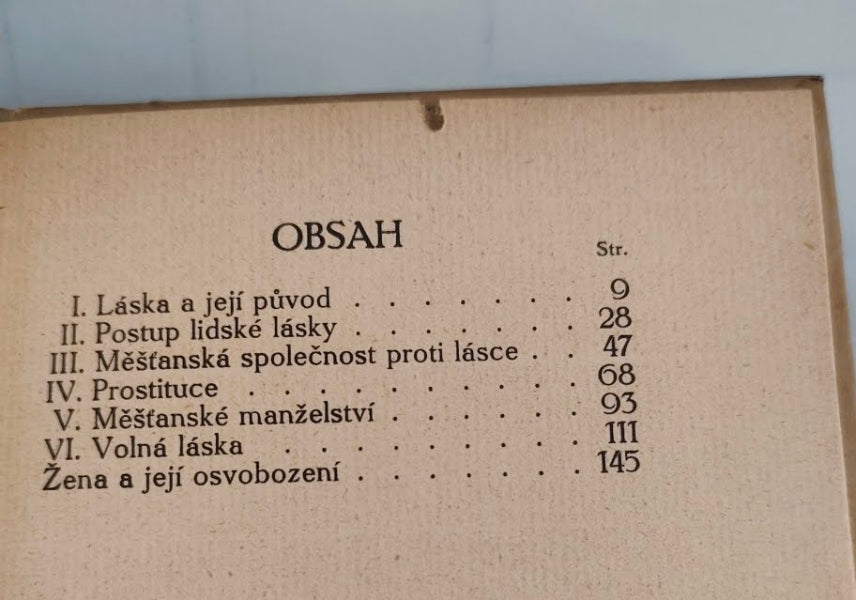 OBSAH
Str.
I. Láska a její původ . . . . . . . 9
II. Postup lidské lásky . . . . . . . 28
III. Měšťanská společnost proti lásce . . 47
IV. Prostituce . . . . . . . . . . 68
V. Měšťanské manželství . . . . . . 93
VI. Volná láska . . . . . . . . . 111
Žena a její osvobození . . . . . . . 145